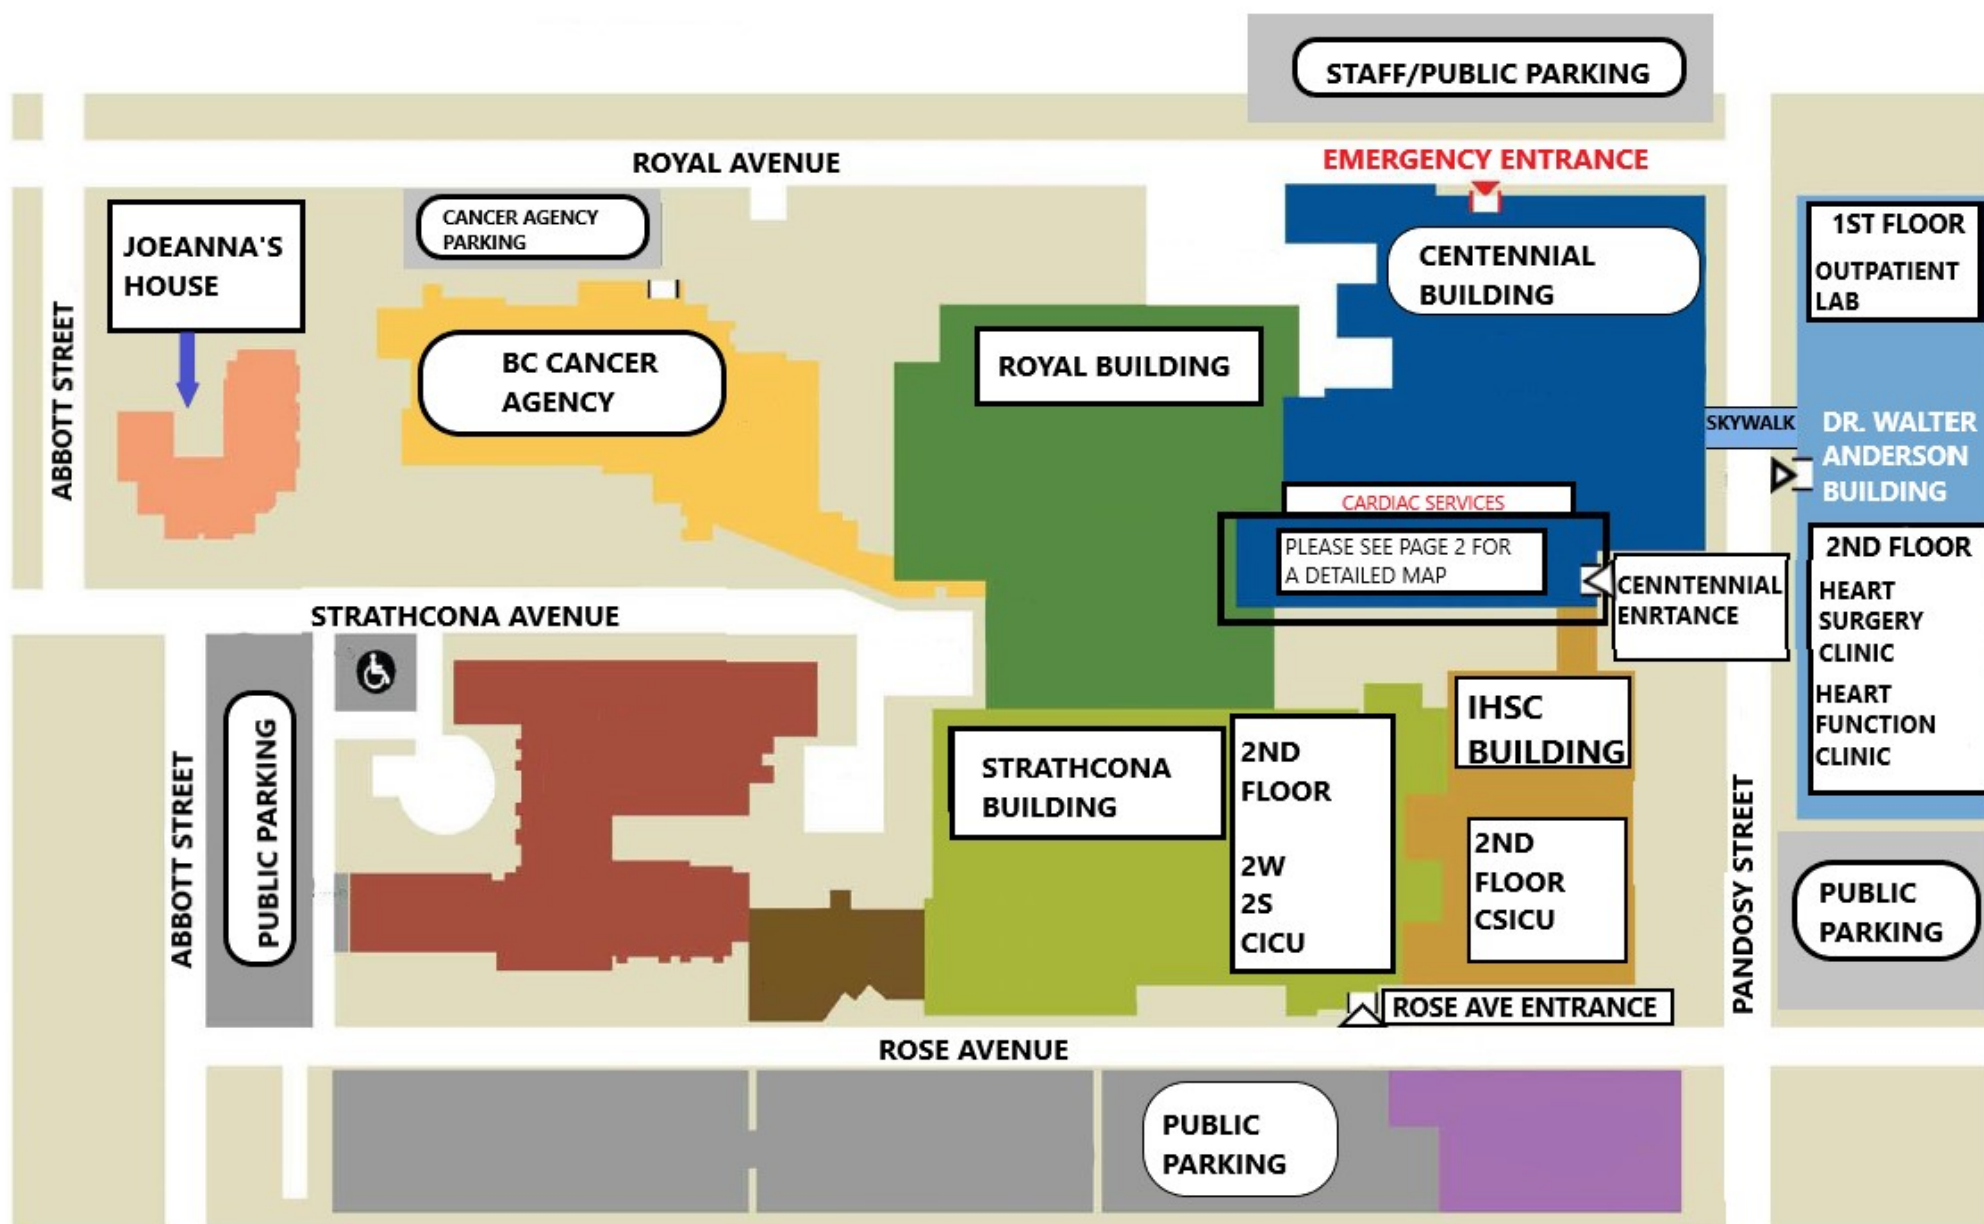 STAFF/PUBLIC PARKING
ROYAL AVENUE
EMERGENCY ENTRANCE
JOEANNA'S
HOUSE
CANCER AGENCY
PARKING
CENTENNIAL
BUILDING
1ST FLOOR
OUTPATIENT
LAB
ABBOTT STREET
BC CANCER
AGENCY
ROYAL BUILDING
SKYWALK
DR. WALTER
ANDERSON
BUILDING
CARDIAC SERVICES
PLEASE SEE PAGE 2 FOR
A DETAILED MAP
CENNTENNIAL
ENRTANCE
2ND FLOOR
HEART
SURGERY
CLINIC
HEART
FUNCTION
CLINIC
STRATHCONA AVENUE
ABBOTT STREET
PUBLIC PARKING
STRATHCONA
BUILDING
2ND
FLOOR
2W
2S
CICU
IHSC
BUILDING
2ND
FLOOR
CSICU
PANDOSY STREET
PUBLIC
PARKING
ROSE AVE ENTRANCE
ROSE AVENUE
PUBLIC
PARKING